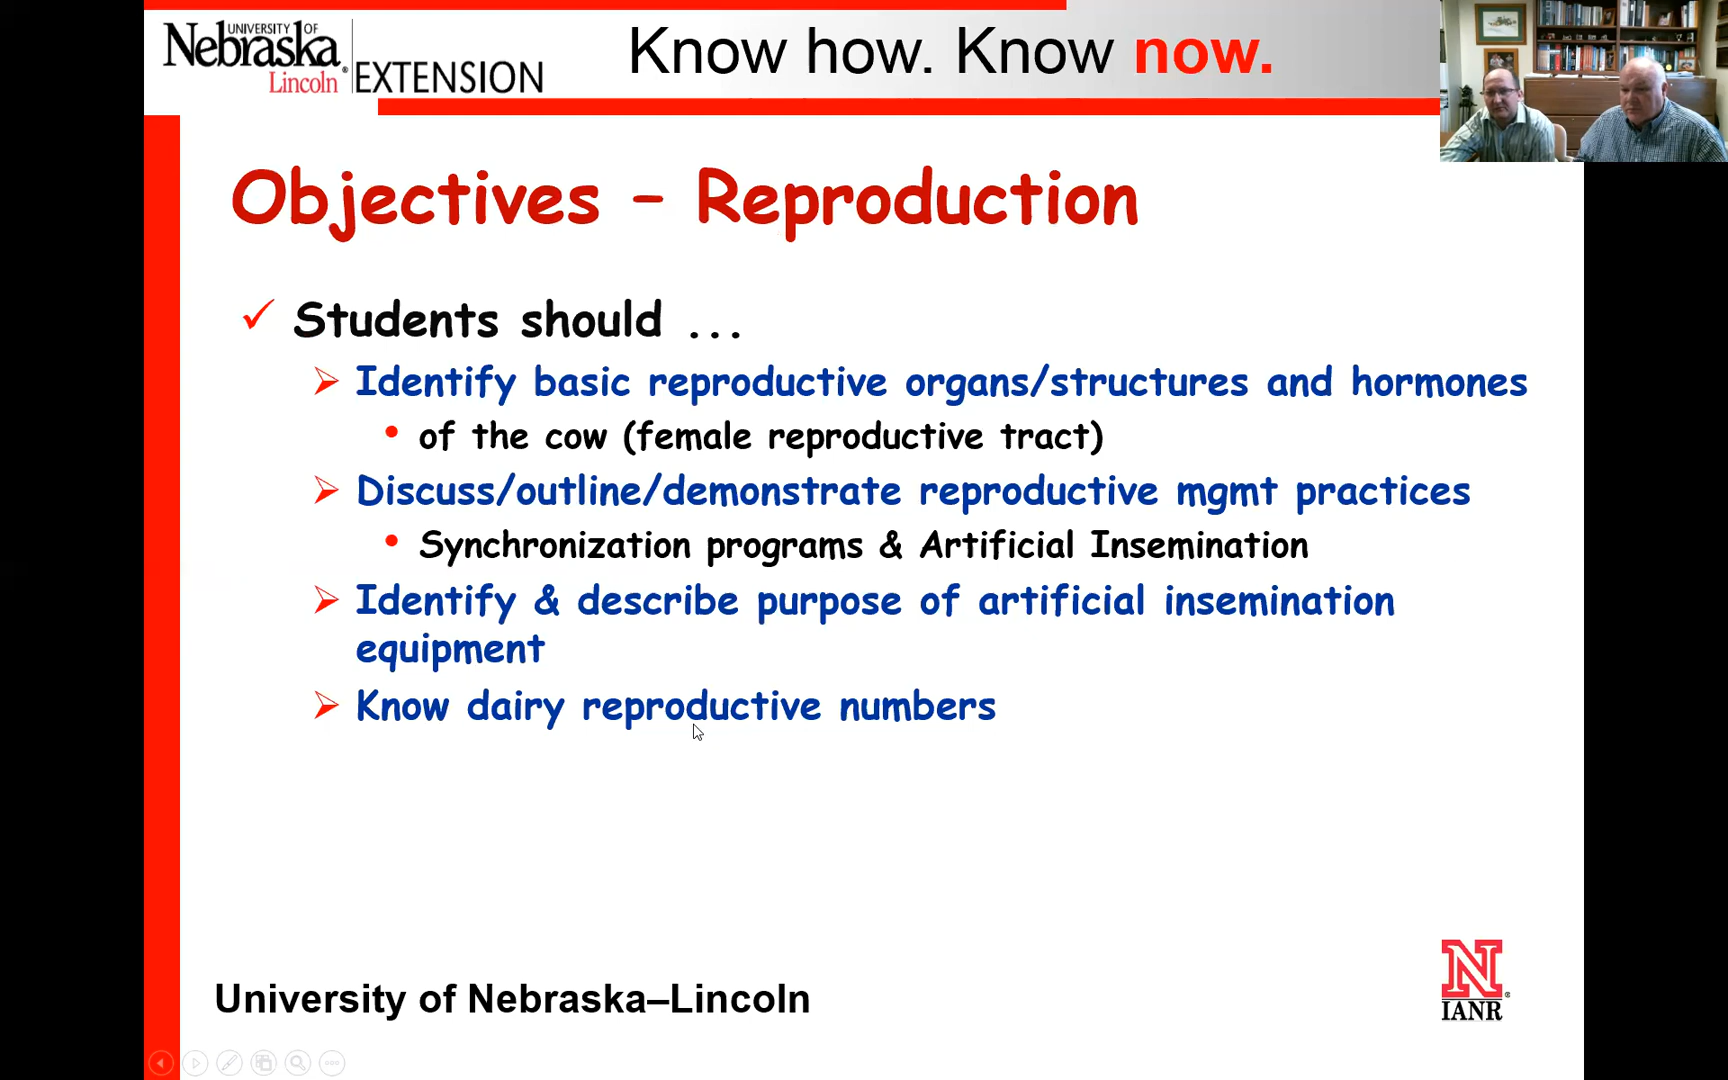 UNIVERSITY OF
Nebraska
Lincoln®
EXTENSION
Know how. Know now.
Objectives – Reproduction
Students should ...
Identify basic reproductive organs/structures and hormones
of the cow (female reproductive tract)
Discuss/outline/demonstrate reproductive mgmt practices
Synchronization programs & Artificial Insemination
Identify & describe purpose of artificial insemination
equipment
Know dairy reproductive numbers
University of Nebraska–Lincoln
N
IANR®